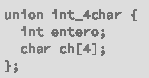 union int_4char {
  int entero;
  char ch[4];
};